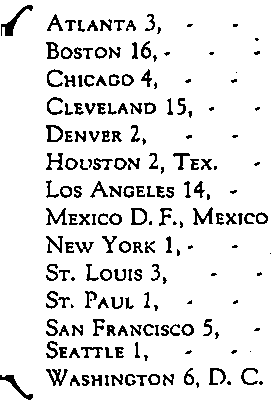 Atlanta 3, - -
Boston 16, - - -
Chicago 4, - -
Cleveland 15, - -
Denver 2, - -
Houston 2, Tex.
Los Angeles 14, -
Mexico D. F., Mexico
New York 1, - -
St. Louis 3, - -
St. Paul 1, - -
San Francisco 5, -
Seattle 1, - -
Washington 6, D. C.